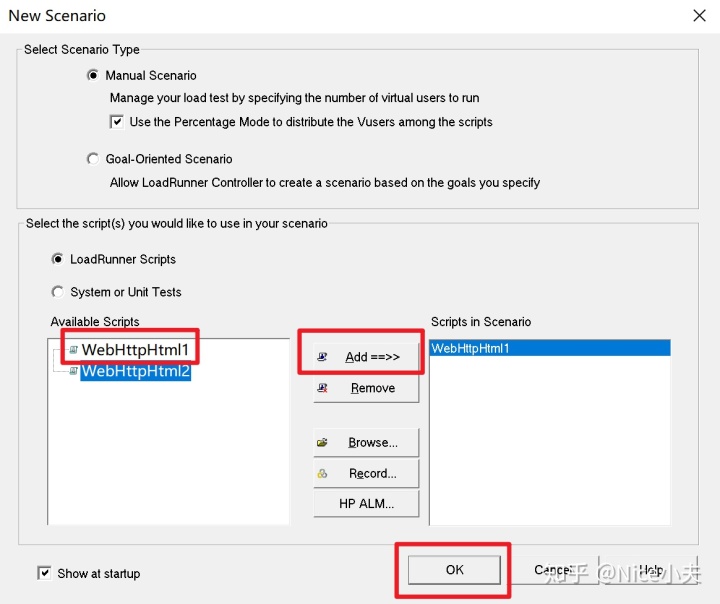 New Scenario
Select Scenario Type
Manual Scenario
Manage your load test by specifying the number of virtual users to run
Use the Percentage Mode to distribute the Vusers among the scripts
Goal-Oriented Scenario
Allow LoadRunner Controller to create a scenario based on the goals you specify
Select the script(s) you would like to use in your scenario
LoadRunner Scripts
System or Unit Tests
Available Scripts
Scripts in Scenario
WebHttpHtml1
WebHttpHtml2
Add ==>>
Remove
Browse...
Record...
HP ALM...
WebHttpHtml1
Show at startup
OK
Cancel
Help
知乎 @Nice小夫